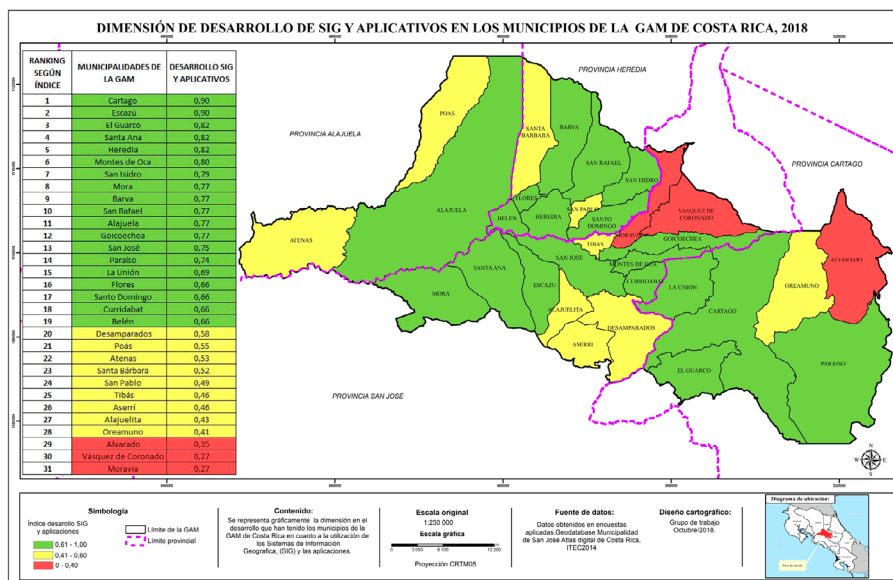 DIMENSIÓN DE DESARROLLO DE SIG Y APLICATIVOS EN LOS MUNICIPIOS DE LA GAM DE COSTA RICA, 2018
RANKING SEGÚN ÍNDICE MUNICIPALIDADES DE LA GAM DESARROLLO SIG Y APLICATIVOS
1 Cartago 0,90
2 Escazú 0,90
3 El Guarco 0,82
4 Santa Ana 0,82
5 Heredia 0,82
6 Montes de Oca 0,80
7 San Isidro 0,79
8 Mora 0,77
9 Barva 0,77
10 San Rafael 0,77
11 Alajuela 0,77
12 Goicoechea 0,77
13 San José 0,75
14 Paraíso 0,74
15 La Unión 0,69
16 Flores 0,66
17 Santo Domingo 0,66
18 Curridabat 0,66
19 Belén 0,66
20 Desamparados 0,58
21 Poás 0,55
22 Atenas 0,53
23 Santa Bárbara 0,52
24 San Pablo 0,49
25 Tibás 0,46
26 Aserrí 0,46
27 Alajuelita 0,43
28 Oreamuno 0,41
29 Alvarado 0,35
30 Vásquez de Coronado 0,27
31 Moravia 0,27
PROVINCIA HEREDIA
PROVINCIA ALAJUELA
PROVINCIA CARTAGO
PROVINCIA SAN JOSÉ
POAS
SANTA
BARBARA
BARVA
SAN RAFAEL
SAN ISIDRO
ALAJUELA
FLORES
BELEN
HEREDIA
SAN PABLO
SANTO
DOMINGO
MORAVIA
VASQUEZ DE
CORONADO
ATENAS
TIBAS
GOICOECHEA
SAN JOSE
MONTES DE OCA
CURRIDABAT
LA UNION
SANTA ANA
ESCAZU
MORA
ALAJUELITA
DESAMPARADOS
ASERRI
CARTAGO
EL GUARCO
OREAMUNO
ALVARADO
PARAISO
N
W E
S
Simbología
Índice desarollo SIG
y aplicaciones
0,61 - 1,00
0,41 - 0,60
0 - 0,40
Límite de la GAM
Límite provincial
Contenido:
Se representa gráficamente la dimensión en el
desarrollo que han tenido los municipios de la
GAM de Costa Rica en cuanto a la utilización de
los Sistemas de Información
Geografica, (SIG) y las aplicaciones.
Escala original
1:250 000
Escala gráfica
Proyección CRTM05
Fuente de datos:
Datos obtenidos en encuestas
aplicadas.Geodatabase Municipalidad
de San José Atlas digital de Costa Rica,
ITEC2014
Diseño cartográfico:
Grupo de trabajo
Octubre/2018.
Diagrama de ubicación: